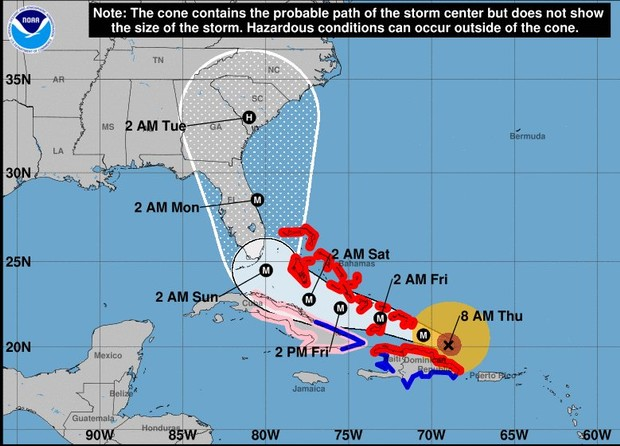 Note: The cone contains the probable path of the storm center but does not show
the size of the storm. Hazardous conditions can occur outside of the cone.
NOAA
35N
TN
NC
AR
SC
2 AM Tue
H
MS
AL
GA
Bermuda
LA
30N
FL
M
2 AM Mon
2 AM Sat
25N
Bahamas
M
2 AM Fri
2 AM Sun
M
Cuba
M
M
8 AM Thu
M
20N
2 PM Fri
Mexico
Haiti
Dominican
Republic
Puerto Rico
Jamaica
Belize
Guatemala
Honduras
90W
85W
80W
75W
70W
65W
60W